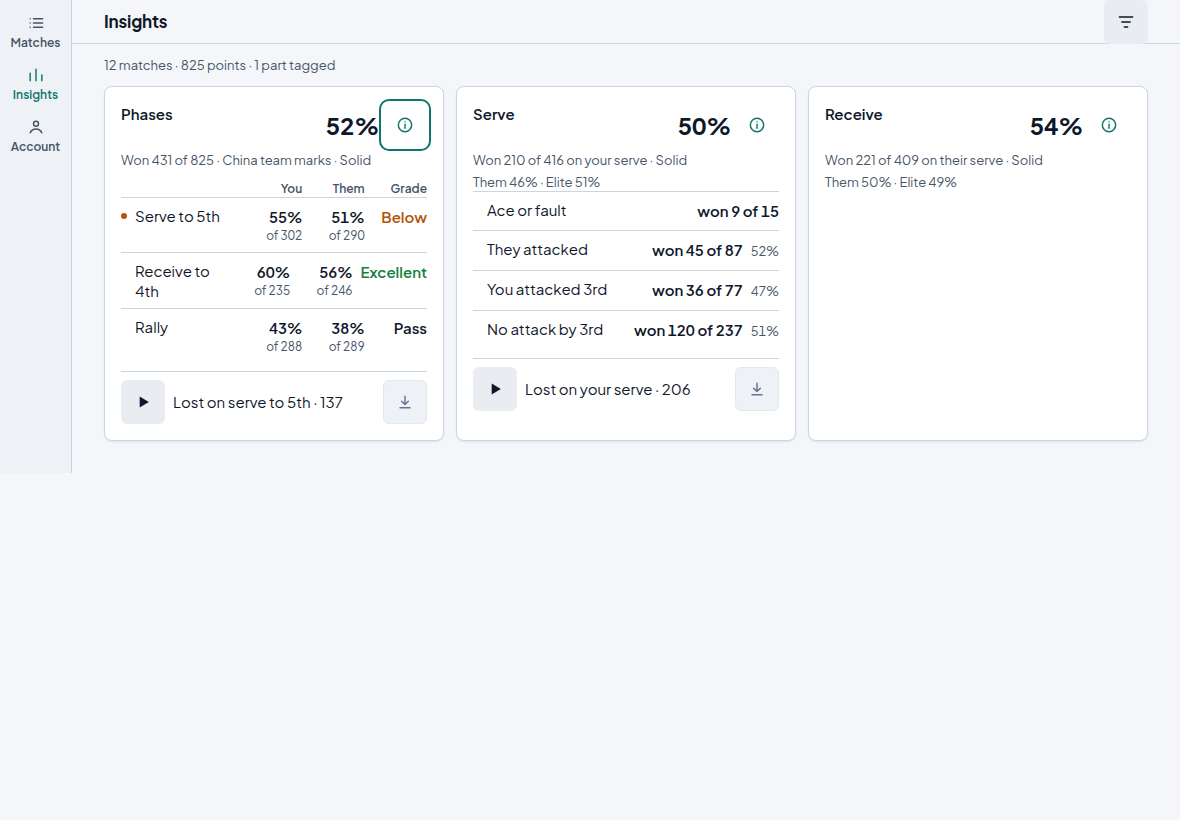 Matches
Insights
Account
Insights
12 matches · 825 points · 1 part tagged
Phases
52%
Won 431 of 825 · China team marks · Solid
You Them Grade
Serve to 5th 55% 51% Below
of 302 of 290
Receive to 4th 60% 56% Excellent
of 235 of 246
Rally 43% 38% Pass
of 288 of 289
Lost on serve to 5th · 137
Serve
50%
Won 210 of 416 on your serve · Solid
Them 46% · Elite 51%
Ace or fault won 9 of 15
They attacked won 45 of 87 52%
You attacked 3rd won 36 of 77 47%
No attack by 3rd won 120 of 237 51%
Lost on your serve · 206
Receive
54%
Won 221 of 409 on their serve · Solid
Them 50% · Elite 49%